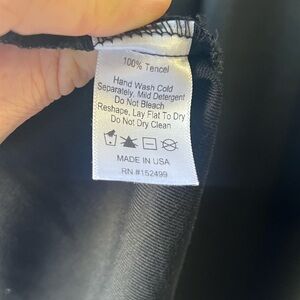 100% Tencel
Hand Wash Cold
Separately, Mild Detergent
Do Not Bleach
Reshape, Lay Flat To Dry
Do Not Dry Clean
MADE IN USA
RN #152499